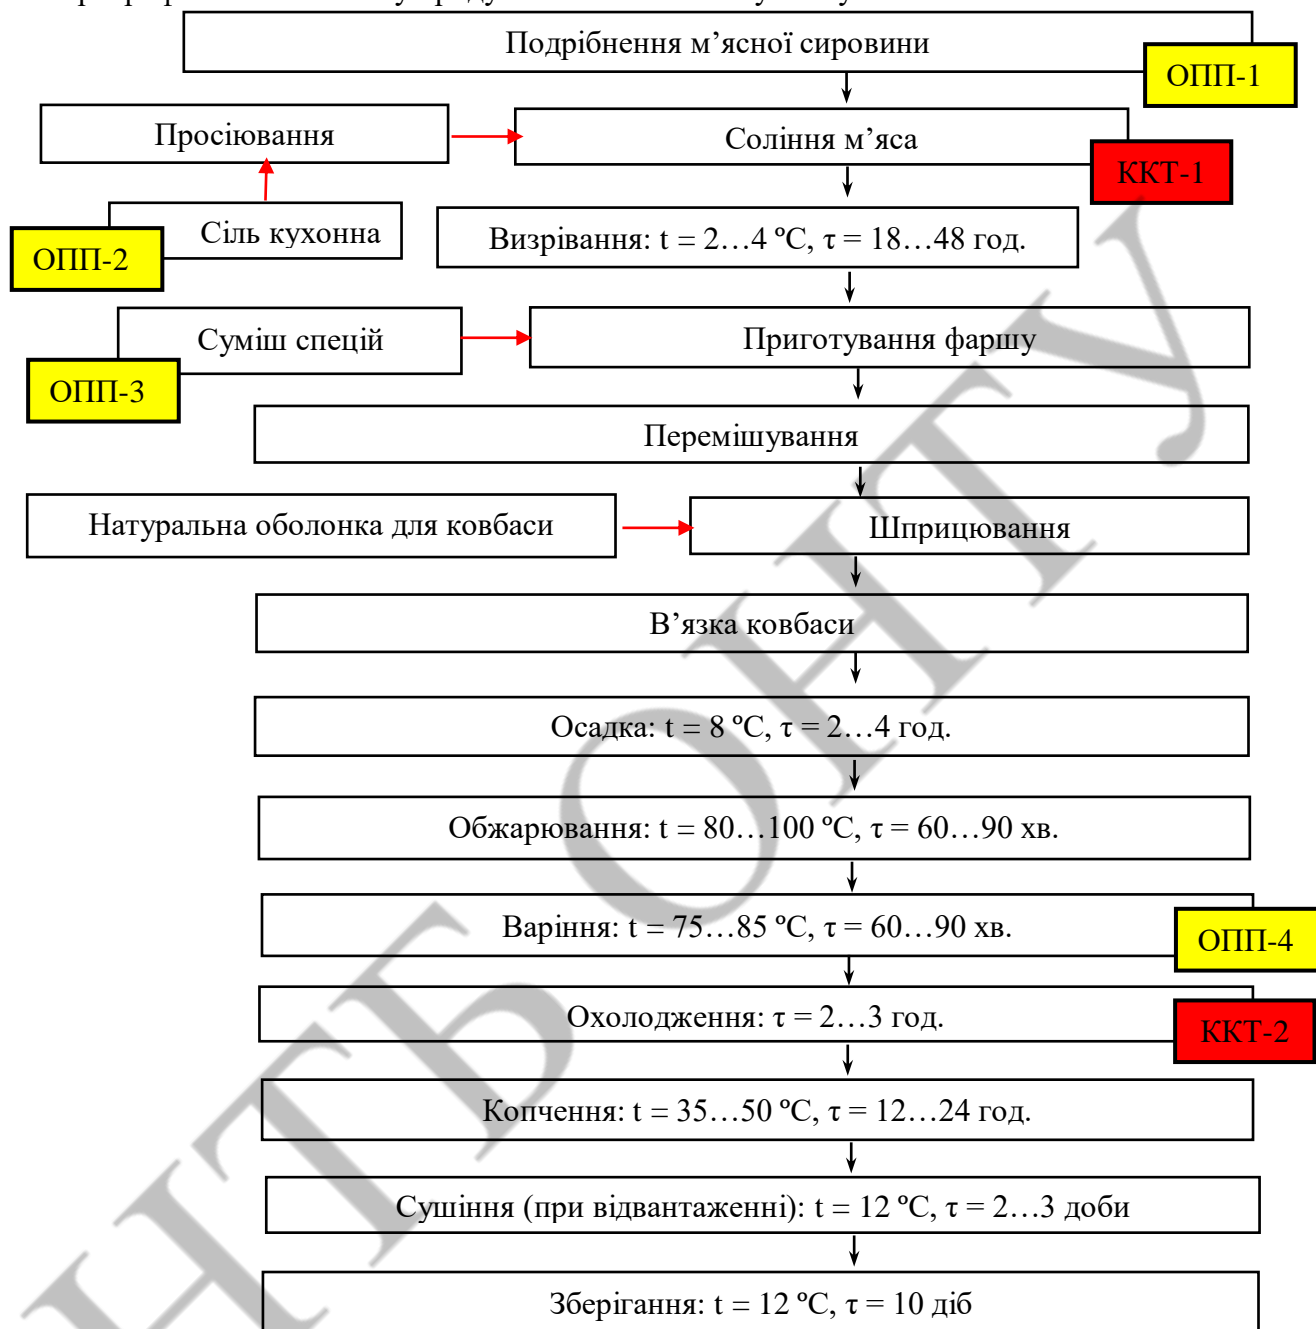 Подрібнення м’ясної сировини
ОПП-1
Просіювання
Соління м’яса
ККТ-1
Сіль кухонна
ОПП-2
Визрівання: t = 2…4 ºС, τ = 18…48 год.
Суміш спецій
ОПП-3
Приготування фаршу
Перемішування
Натуральна оболонка для ковбаси
Шприцювання
В’язка ковбаси
Осадка: t = 8 ºС, τ = 2…4 год.
Обжарювання: t = 80…100 ºС, τ = 60…90 хв.
Варіння: t = 75…85 ºС, τ = 60…90 хв.
ОПП-4
Охолодження: τ = 2…3 год.
ККТ-2
Копчення: t = 35…50 ºС, τ = 12…24 год.
Сушіння (при відвантаженні): t = 12 ºС, τ = 2…3 доби
Зберігання: t = 12 ºС, τ = 10 діб
НТБ ОНТУ